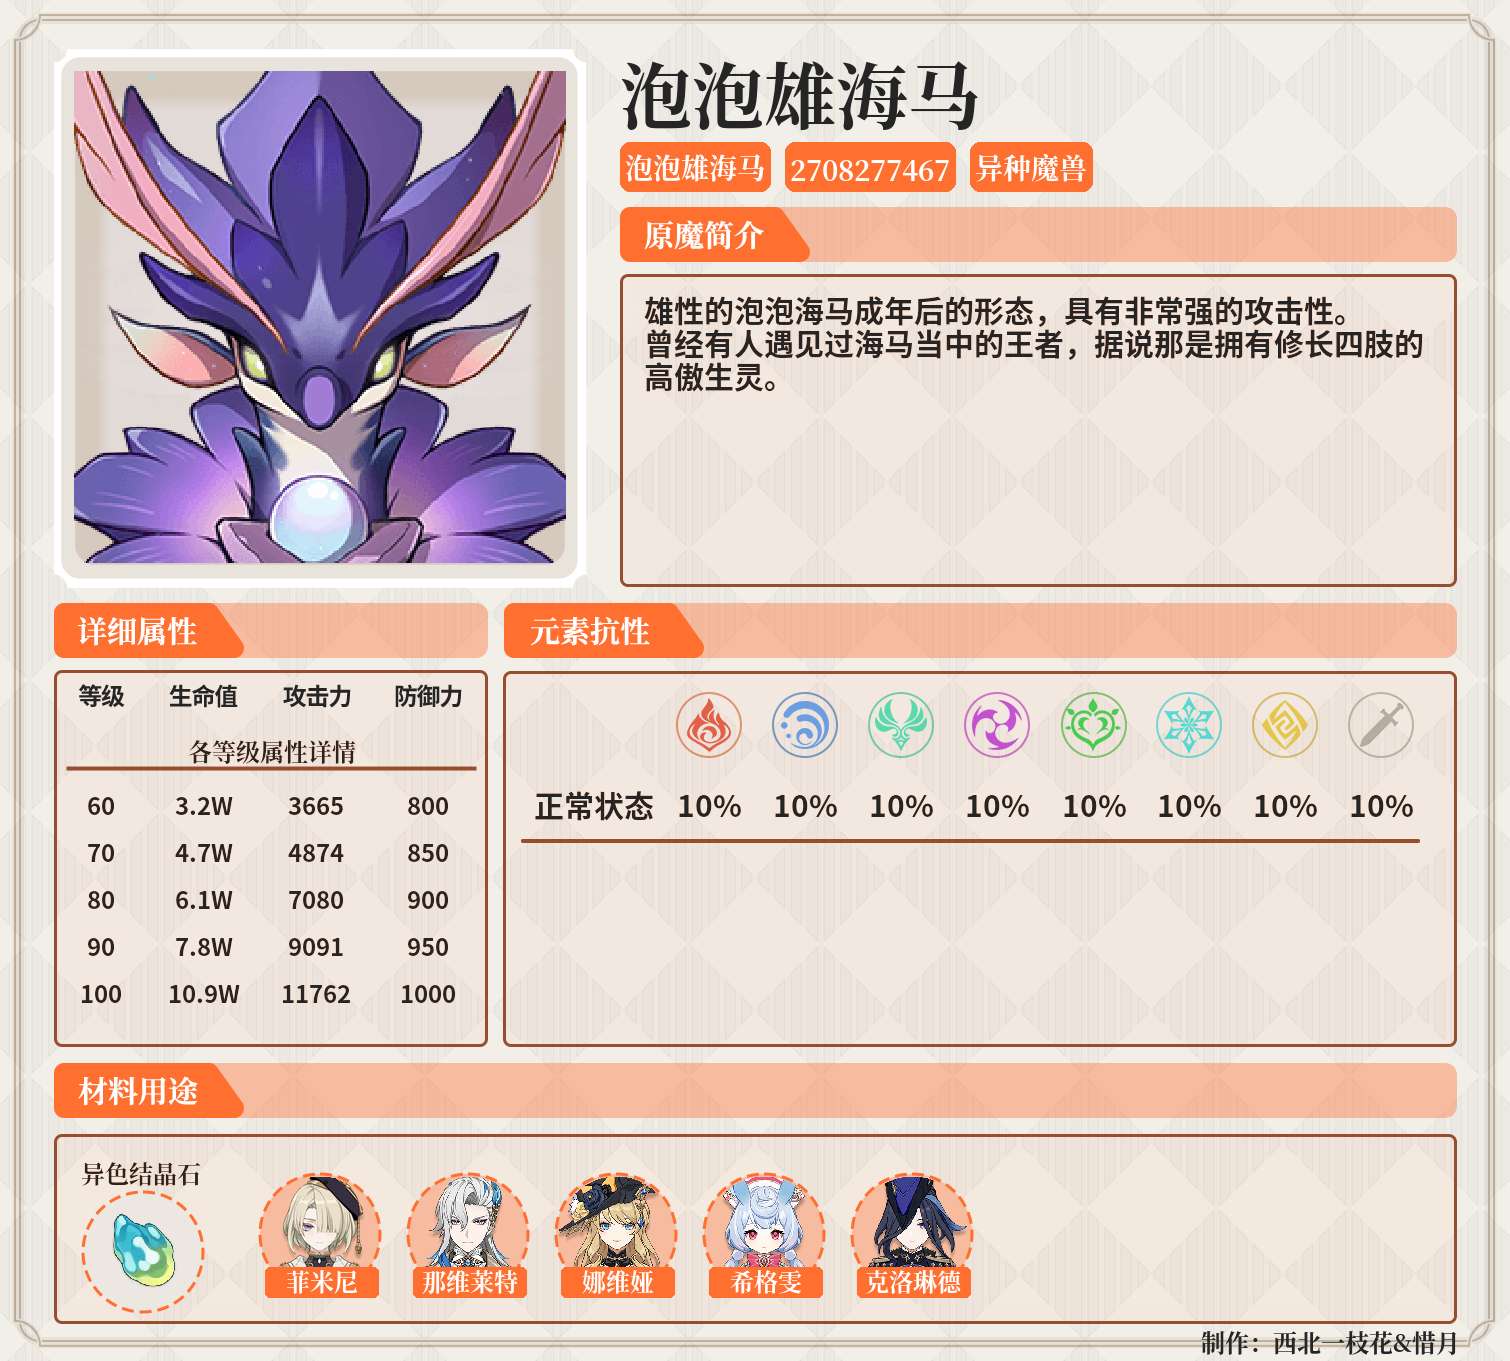 泡泡雄海马
泡泡雄海马 2708277467 异种魔兽
原魔简介
雄性的泡泡海马成年后的形态，具有非常强的攻击性。
曾经有人遇见过海马当中的王者，据说那是拥有修长四肢的
高傲生灵。
详细属性
等级 生命值 攻击力 防御力
各等级属性详情
60 3.2W 3665 800
70 4.7W 4874 850
80 6.1W 7080 900
90 7.8W 9091 950
100 10.9W 11762 1000
元素抗性
正常状态 10% 10% 10% 10% 10% 10% 10% 10%
材料用途
异色结晶石
菲米尼 那维莱特 娜维娅 希格雯 克洛琳德
制作：西北一枝花&惜月